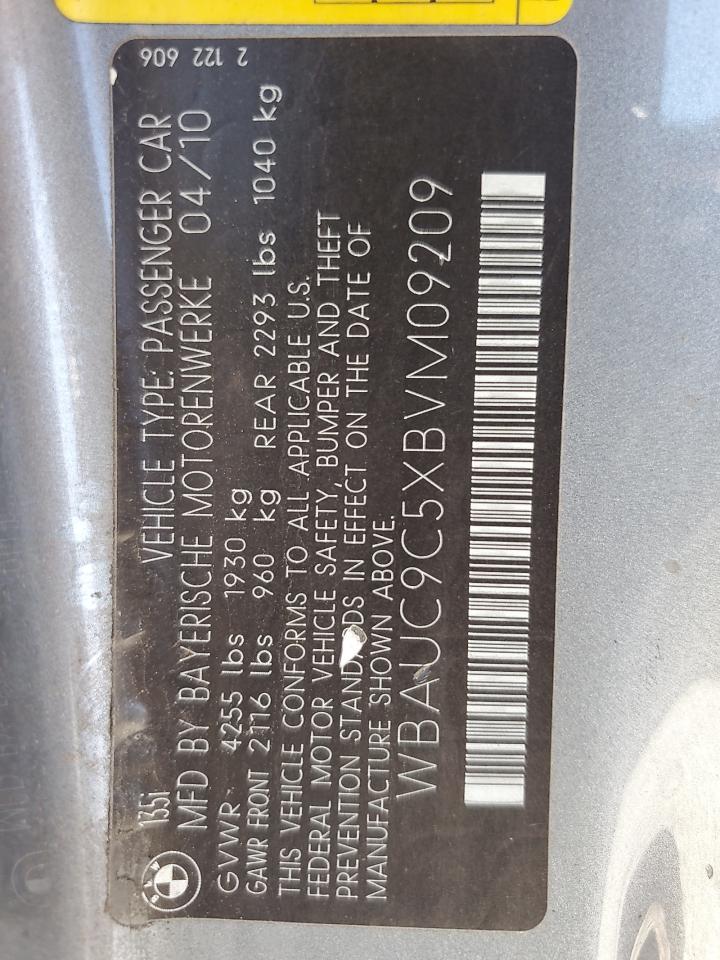 2 122 606
135i VEHICLE TYPE: PASSENGER CAR
MFD BY BAYERISCHE MOTORENWERKE 04/10
GVWR 4255 lbs 1930 kg
GAWR FRONT 2116 lbs 960 kg REAR 2293 lbs 1040 kg
THIS VEHICLE CONFORMS TO ALL APPLICABLE U.S.
FEDERAL MOTOR VEHICLE SAFETY, BUMPER AND THEFT
PREVENTION STANDARDS IN EFFECT ON THE DATE OF
MANUFACTURE SHOWN ABOVE.
WBAUC9C5XBVM09209
BMW